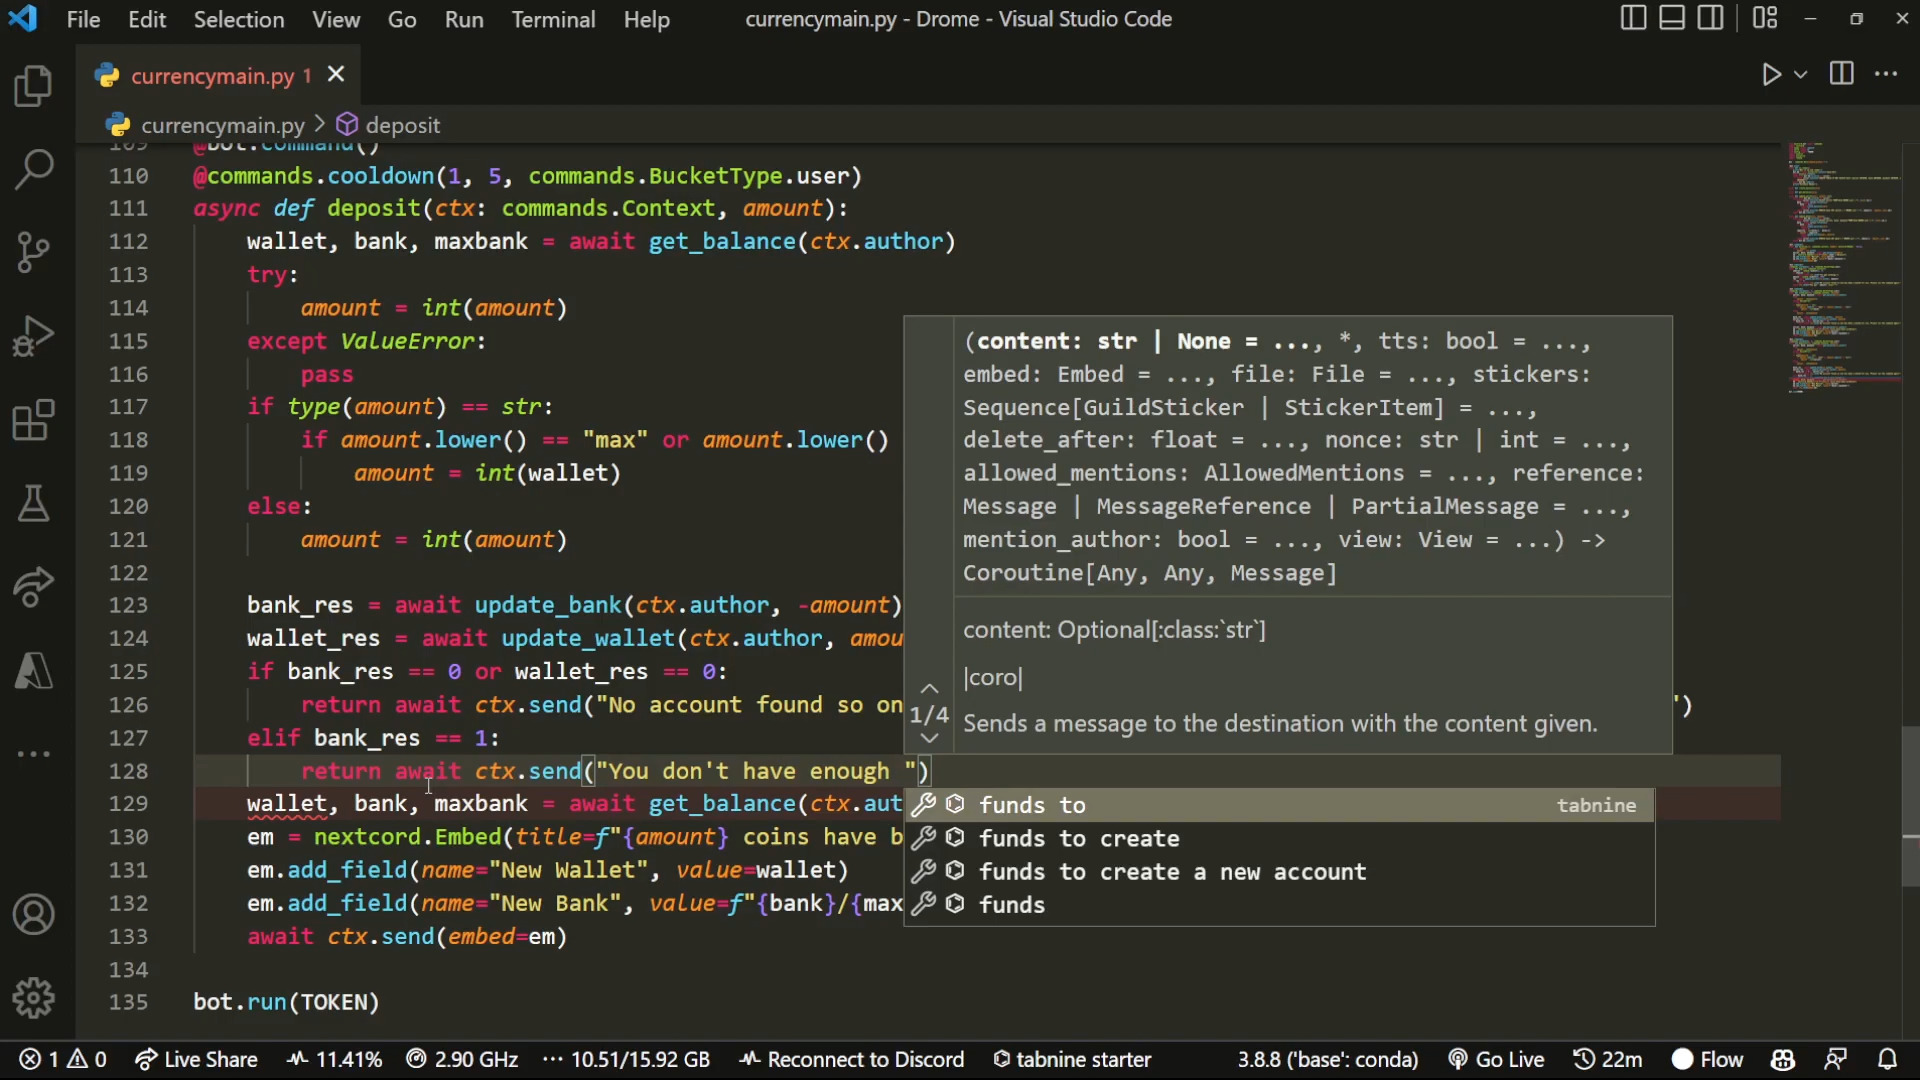 File Edit Selection View Go Run Terminal Help currencymain.py - Drome - Visual Studio Code
currencymain.py 1
currencymain.py > deposit
109 @bot.command()
110 @commands.cooldown(1, 5, commands.BucketType.user)
111 async def deposit(ctx: commands.Context, amount):
112 wallet, bank, maxbank = await get_balance(ctx.author)
113 try:
114 amount = int(amount)
115 except ValueError:
116 pass
117 if type(amount) == str:
118 if amount.lower() == "max" or amount.lower()
119 amount = int(wallet)
120 else:
121 amount = int(amount)
122
123 bank_res = await update_bank(ctx.author, -amount)
124 wallet_res = await update_wallet(ctx.author, amou
125 if bank_res == 0 or wallet_res == 0:
126 return await ctx.send("No account found so on ")
127 elif bank_res == 1:
128 return await ctx.send("You don't have enough ")
129 wallet, bank, maxbank = await get_balance(ctx.aut
130 em = nextcord.Embed(title=f"{amount} coins have b
131 em.add_field(name="New Wallet", value=wallet)
132 em.add_field(name="New Bank", value=f"{bank}/{max
133 await ctx.send(embed=em)
134
135 bot.run(TOKEN)
(content: str | None = ..., *, tts: bool = ...,
embed: Embed = ..., file: File = ..., stickers:
Sequence[GuildSticker | StickerItem] = ...,
delete_after: float = ..., nonce: str | int = ...,
allowed_mentions: AllowedMentions = ..., reference:
Message | MessageReference | PartialMessage = ...,
mention_author: bool = ..., view: View = ...) ->
Coroutine[Any, Any, Message]
content: Optional[:class:`str`]
|coro|
1/4
Sends a message to the destination with the content given.
funds to tabnine
funds to create
funds to create a new account
funds
1 0 Live Share 11.41% 2.90 GHz 10.51/15.92 GB Reconnect to Discord tabnine starter 3.8.8 ('base': conda) Go Live 22m Flow